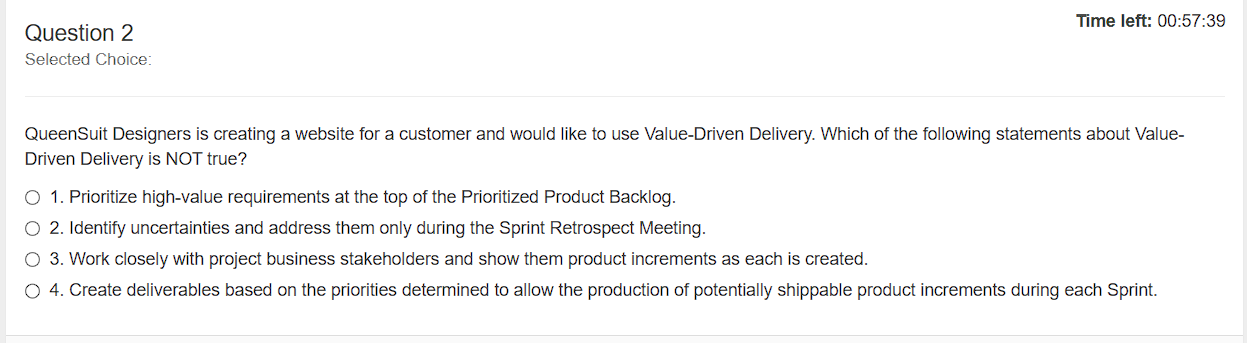 Time left: 00:57:39
Question 2
Selected Choice:
QueenSuit Designers is creating a website for a customer and would like to use Value-Driven Delivery. Which of the following statements about Value-
Driven Delivery is NOT true?
1. Prioritize high-value requirements at the top of the Prioritized Product Backlog.
2. Identify uncertainties and address them only during the Sprint Retrospect Meeting.
3. Work closely with project business stakeholders and show them product increments as each is created.
4. Create deliverables based on the priorities determined to allow the production of potentially shippable product increments during each Sprint.